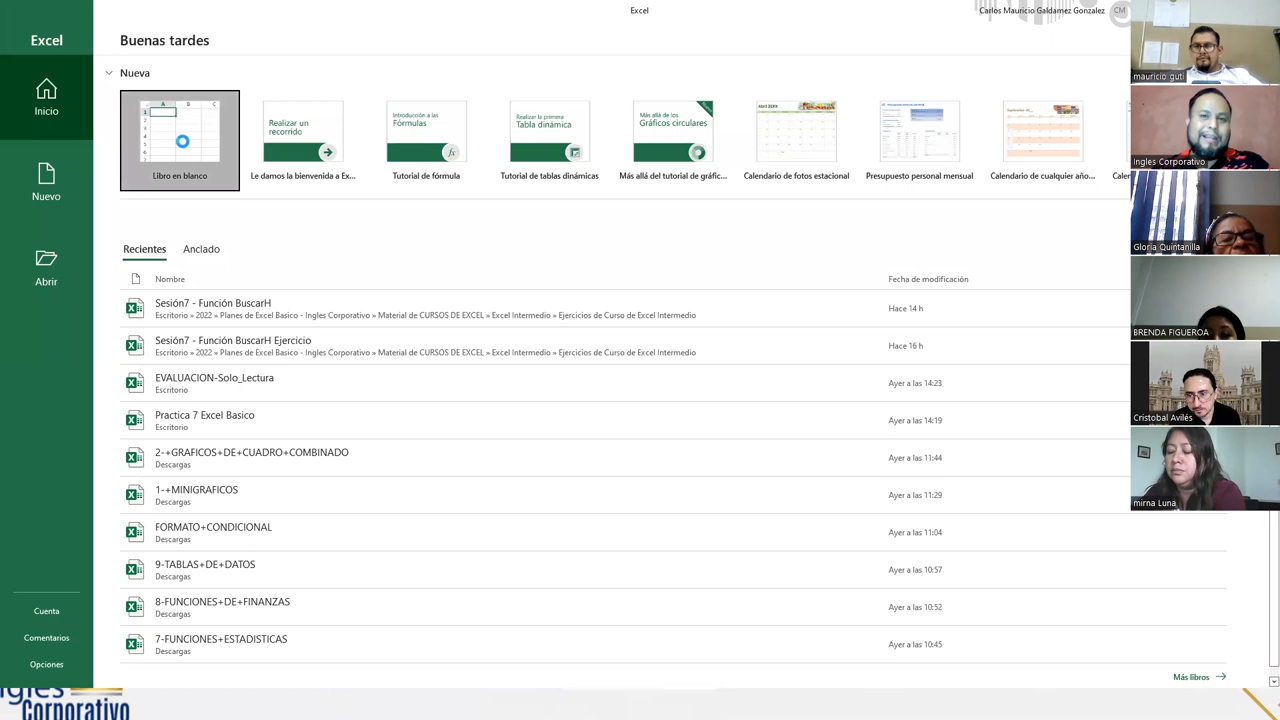 Excel
Carlos Mauricio Galdamez Gonzalez
CM
Excel
Buenas tardes
Inicio
Nuevo
Abrir
Cuenta
Comentarios
Opciones
Nueva
Realizar un
recorrido
Introducción a las
Fórmulas
Realizar la primera
Tabla dinámica
Más allá de los
Gráficos circulares
Libro en blanco
Le damos la bienvenida a Ex...
Tutorial de fórmula
Tutorial de tablas dinámicas
Más allá del tutorial de gráfic...
Calendario de fotos estacional
Presupuesto personal mensual
Calendario de cualquier año...
Recientes
Anclado
Nombre
Fecha de modificación
Sesión7 - Función BuscarH
Escritorio » 2022 » Planes de Excel Basico - Ingles Corporativo » Material de CURSOS DE EXCEL » Excel Intermedio » Ejercicios de Curso de Excel Intermedio
Hace 14 h
Sesión7 - Función BuscarH Ejercicio
Escritorio » 2022 » Planes de Excel Basico - Ingles Corporativo » Material de CURSOS DE EXCEL » Excel Intermedio » Ejercicios de Curso de Excel Intermedio
Hace 16 h
EVALUACION-Solo_Lectura
Escritorio
Ayer a las 14:23
Practica 7 Excel Basico
Escritorio
Ayer a las 14:19
2-+GRAFICOS+DE+CUADRO+COMBINADO
Descargas
Ayer a las 11:44
1-+MINIGRAFICOS
Descargas
Ayer a las 11:29
FORMATO+CONDICIONAL
Descargas
Ayer a las 11:04
9-TABLAS+DE+DATOS
Descargas
Ayer a las 10:57
8-FUNCIONES+DE+FINANZAS
Descargas
Ayer a las 10:52
7-FUNCIONES+ESTADISTICAS
Descargas
Ayer a las 10:45
Más libros
mauricio guti
Ingles Corporativo
Gloria Quintanilla
BRENDA FIGUEROA
Cristobal Avilés
mirna Luna
Corporativo